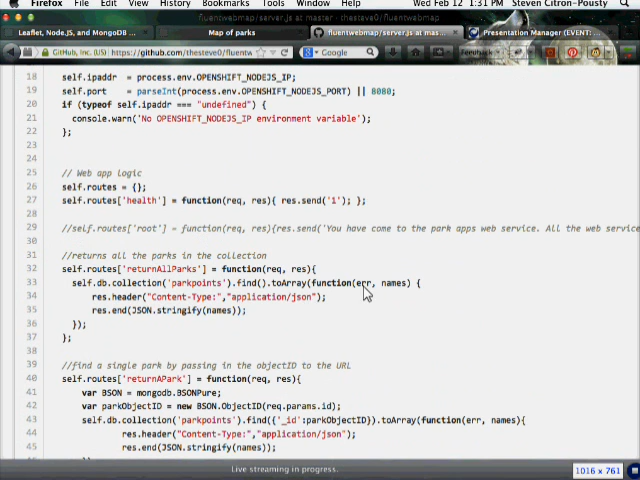 Firefox File Edit View History Bookmarks Tools Window Help Wed Feb 12 1:31 PM Steven Citron-Pousty
fluentwebmap/server.js at master · thesteve0/fluentwebmap
Leaflet, Node.JS, and MongoDB
Map of parks
fluentwebmap/server.js at mas...
Presentation Manager (EVENT: ...
GitHub, Inc. (US) https://github.com/thesteve0/fluentw
Google
Feedback
18 self.ipaddr = process.env.OPENSHIFT_NODEJS_IP;
19 self.port = parseInt(process.env.OPENSHIFT_NODEJS_PORT) || 8080;
20 if (typeof self.ipaddr === "undefined") {
21 console.warn('No OPENSHIFT_NODEJS_IP environment variable');
22 };
23
24
25 // Web app logic
26 self.routes = {};
27 self.routes['health'] = function(req, res){ res.send('1'); };
28
29 //self.routes['root'] = function(req, res){res.send('You have come to the park apps web service. All the web service
30
31 //returns all the parks in the collection
32 self.routes['returnAllParks'] = function(req, res){
33 self.db.collection('parkpoints').find().toArray(function(err, names) {
34 res.header("Content-Type:","application/json");
35 res.end(JSON.stringify(names));
36 });
37 };
38
39 //find a single park by passing in the objectID to the URL
40 self.routes['returnAPark'] = function(req, res){
41 var BSON = mongodb.BSONPure;
42 var parkObjectID = new BSON.ObjectID(req.params.id);
43 self.db.collection('parkpoints').find({'_id':parkObjectID}).toArray(function(err, names){
44 res.header("Content-Type:","application/json");
45 res.end(JSON.stringify(names));
Live streaming in progress.
1016 x 761